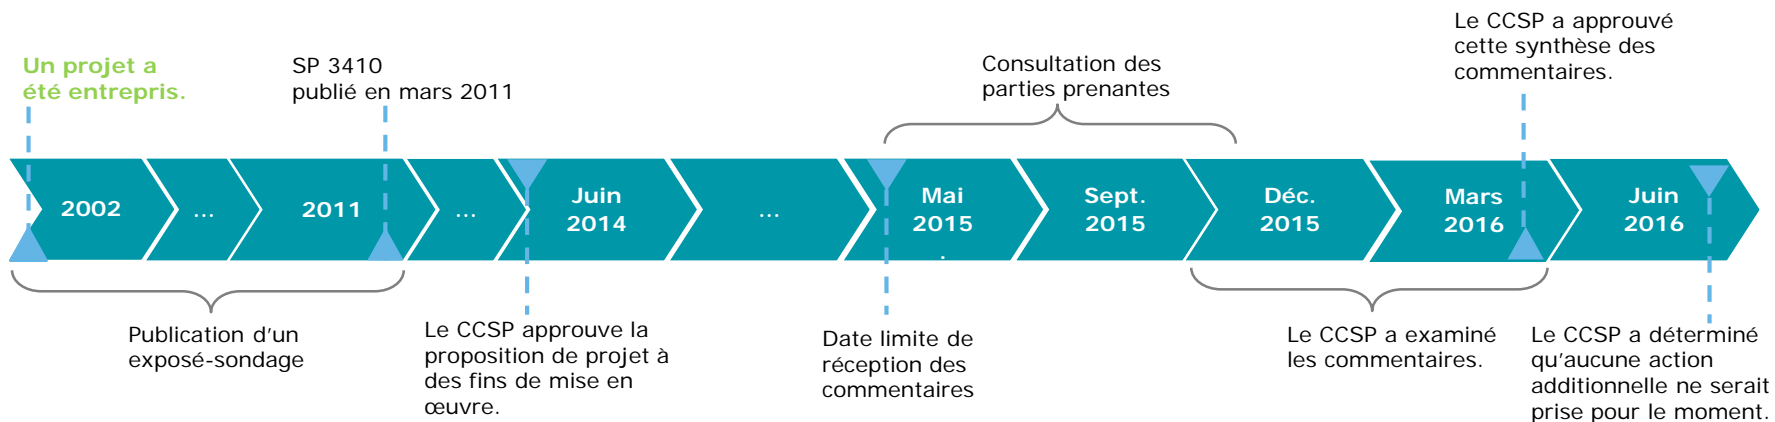 Un projet a
été entrepris.
SP 3410
publié en mars 2011
Consultation des
parties prenantes
Le CCSP a approuvé
cette synthèse des
commentaires.
2002
...
2011
...
Juin
2014
...
Mai
2015
.
Sept.
2015
Déc.
2015
Mars
2016
Juin
2016
Publication d'un
exposé-sondage
Le CCSP approuve la
proposition de projet à
des fins de mise en
œuvre.
Date limite de
réception des
commentaires
Le CCSP a examiné
les commentaires.
Le CCSP a déterminé
qu'aucune action
additionnelle ne serait
prise pour le moment.